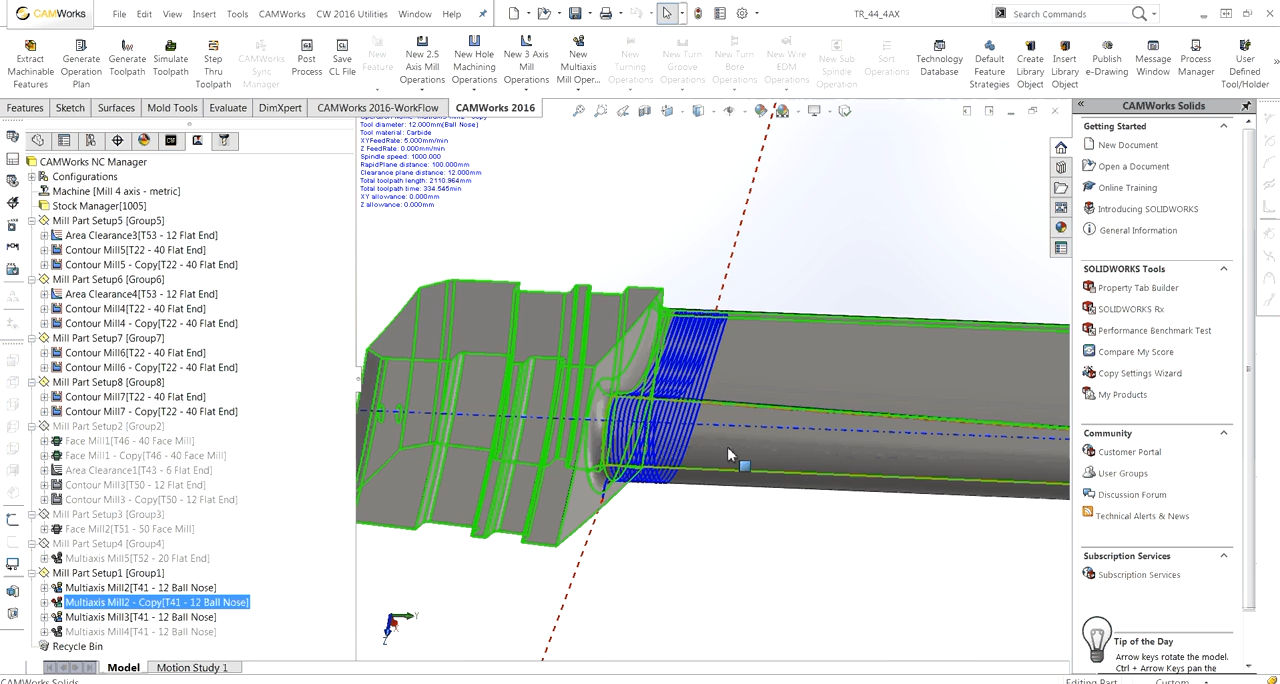 CAMWorks
File Edit View Insert Tools CAMWorks CW 2016 Utilities Window Help
TR_44_4AX
Search Commands
Extract Machinable Features
Generate Operation Plan
Generate Toolpath
Simulate Toolpath
Step Thru Toolpath
CAMWorks Sync Manager
Post Process
Save CL File
New Feature
New 2.5 Axis Mill Operations
New Hole Machining Operations
New 3 Axis Mill Operations
New Multiaxis Mill Oper...
New Turning Operations
New Turn Groove Operations
New Turn Bore Operations
New Wire EDM Operations
New Sub Spindle Operation
Sort Operations
Technology Database
Default Feature Strategies
Create Library Object
Insert Library Object
Publish e-Drawing
Message Window
Process Manager
User Defined Tool/Holder
Features Sketch Surfaces Mold Tools Evaluate DimXpert CAMWorks 2016-WorkFlow CAMWorks 2016
CAMWorks NC Manager
Configurations
Machine [Mill 4 axis - metric]
Stock Manager[1005]
Mill Part Setup5 [Group5]
Area Clearance3[T53 - 12 Flat End]
Contour Mill5[T22 - 40 Flat End]
Contour Mill5 - Copy[T22 - 40 Flat End]
Mill Part Setup6 [Group6]
Area Clearance4[T53 - 12 Flat End]
Contour Mill4[T22 - 40 Flat End]
Contour Mill4 - Copy[T22 - 40 Flat End]
Mill Part Setup7 [Group7]
Contour Mill6[T22 - 40 Flat End]
Contour Mill6 - Copy[T22 - 40 Flat End]
Mill Part Setup8 [Group8]
Contour Mill7[T22 - 40 Flat End]
Contour Mill7 - Copy[T22 - 40 Flat End]
Mill Part Setup2 [Group2]
Face Mill1[T46 - 40 Face Mill]
Face Mill1 - Copy[T46 - 40 Face Mill]
Area Clearance1[T43 - 6 Flat End]
Contour Mill3[T50 - 12 Flat End]
Contour Mill3 - Copy[T50 - 12 Flat End]
Mill Part Setup3 [Group3]
Face Mill2[T51 - 50 Face Mill]
Mill Part Setup4 [Group4]
Multiaxis Mill5[T52 - 20 Flat End]
Mill Part Setup1 [Group1]
Multiaxis Mill2[T41 - 12 Ball Nose]
Multiaxis Mill2 - Copy[T41 - 12 Ball Nose]
Multiaxis Mill3[T41 - 12 Ball Nose]
Multiaxis Mill4[T41 - 12 Ball Nose]
Recycle Bin
Model Motion Study 1
CAMWorks Solids
Tool diameter: 12.000mm(Ball Nose)
Tool material: Carbide
XYFeedRate: 5.000mm/min
Z FeedRate: 0.000mm/min
Spindle speed: 1000.000
RapidPlane distance: 100.000mm
Clearance plane distance: 12.000mm
Total toolpath length: 2110.964mm
Total toolpath time: 334.545min
XY allowance: 0.000mm
Z allowance: 0.000mm
Y
Z
CAMWorks Solids
Getting Started
New Document
Open a Document
Online Training
Introducing SOLIDWORKS
General Information
SOLIDWORKS Tools
Property Tab Builder
SOLIDWORKS Rx
Performance Benchmark Test
Compare My Score
Copy Settings Wizard
My Products
Community
Customer Portal
User Groups
Discussion Forum
Technical Alerts & News
Subscription Services
Subscription Services
Tip of the Day
Arrow keys rotate the model.
Ctrl + Arrow Keys pan the
Editing Part Custom